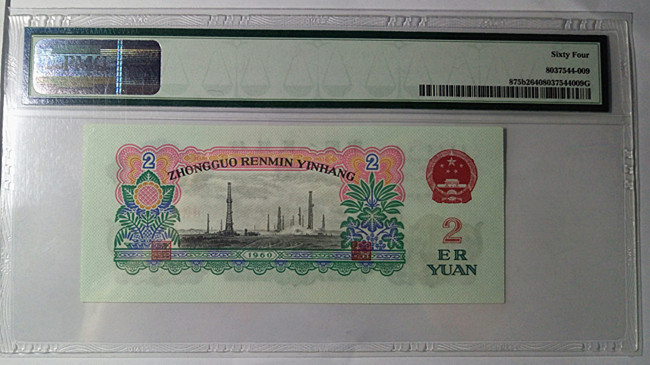 PMG
Sixty Four
8037544-009
875b26408037544009G
2
2
ZHONGGUO RENMIN YINHANG
1960
2
ER
YUAN